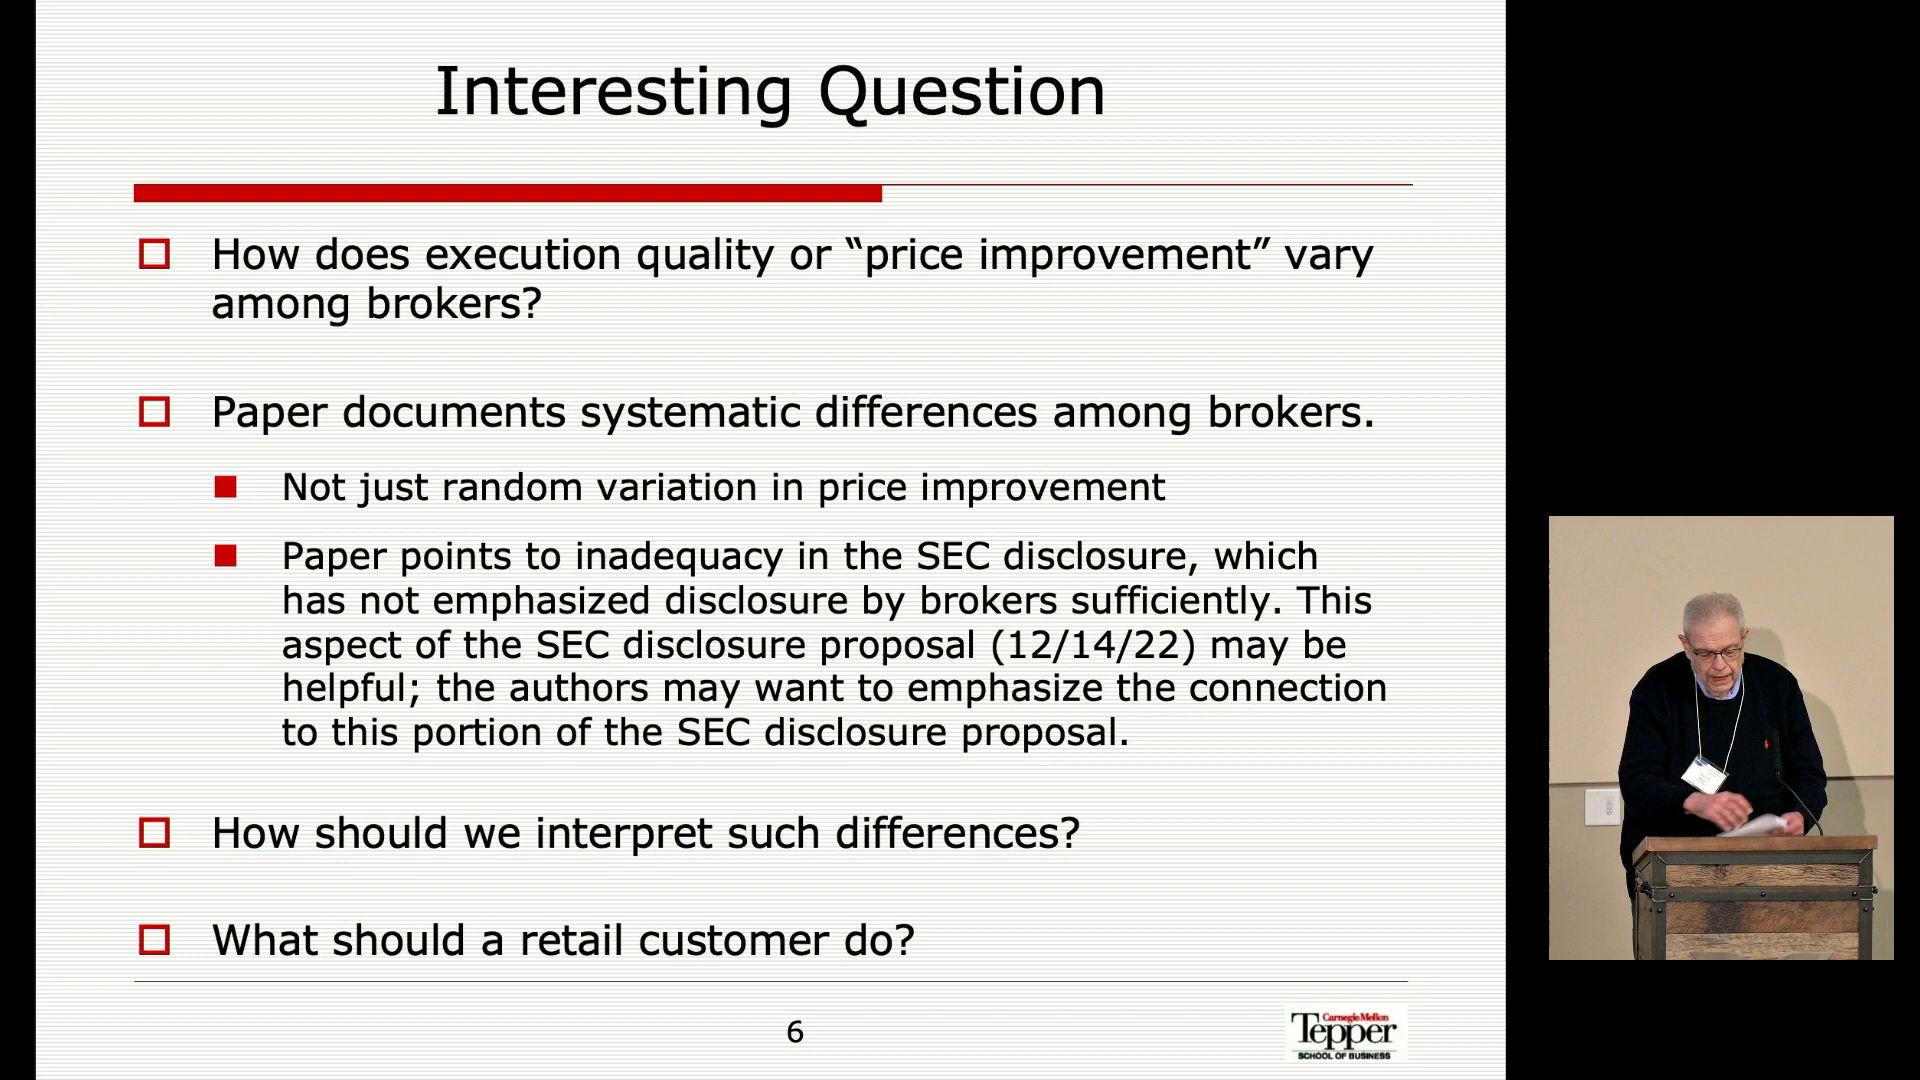 Interesting Question
How does execution quality or “price improvement” vary
among brokers?
Paper documents systematic differences among brokers.
Not just random variation in price improvement
Paper points to inadequacy in the SEC disclosure, which
has not emphasized disclosure by brokers sufficiently. This
aspect of the SEC disclosure proposal (12/14/22) may be
helpful; the authors may want to emphasize the connection
to this portion of the SEC disclosure proposal.
How should we interpret such differences?
What should a retail customer do?
6
Carnegie Mellon
Tepper
SCHOOL OF BUSINESS